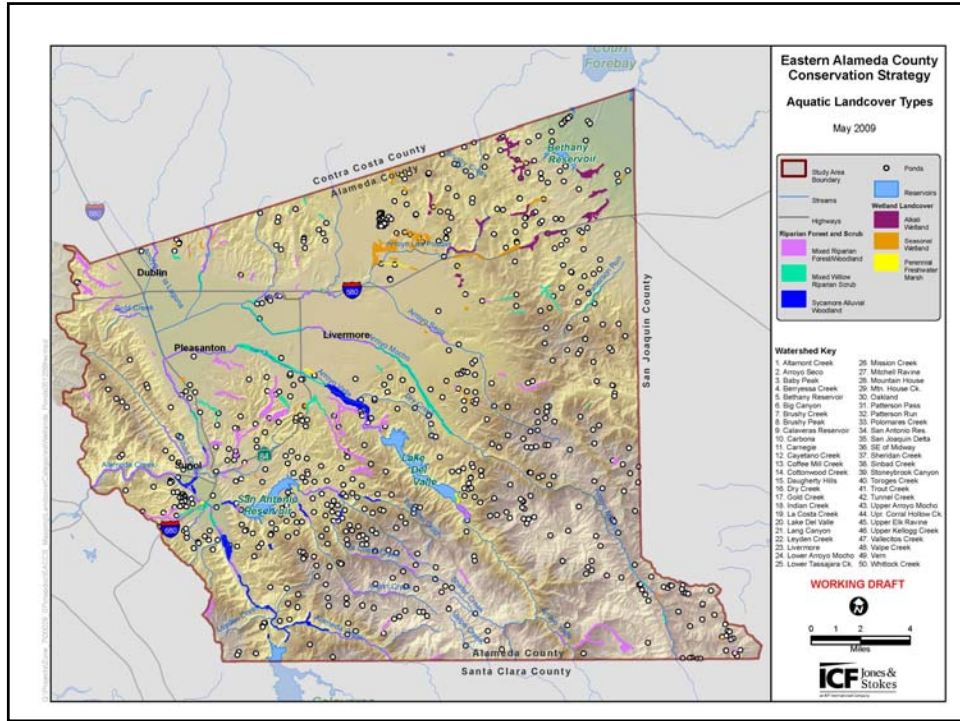 Eastern Alameda County
Conservation Strategy
Aquatic Landcover Types
May 2009
Study Area
Boundary
Streams
Highways
Riparian Forest and Scrub
Mixed Riparian
Forest/Woodland
Mixed Willow
Riparian Scrub
Sycamore Alluvial
Woodland
Ponds
Reservoirs
Wetland Landcover
Alkali
Wetland
Seasonal
Wetland
Perennial
Freshwater
Marsh
Watershed Key
1. Altamont Creek
2. Arroyo Seco
3. Baby Peak
4. Berryessa Creek
5. Bethany Reservoir
6. Big Canyon
7. Brushy Creek
8. Brushy Peak
9. Calaveras Reservoir
10. Carbona
11. Carnegie
12. Cayetano Creek
13. Coffee Mill Creek
14. Cottonwood Creek
15. Daugherty Hills
16. Dry Creek
17. Gold Creek
18. Indian Creek
19. La Costa Creek
20. Lake Del Valle
21. Lang Canyon
22. Leyden Creek
23. Livermore
24. Lower Arroyo Mocho
25. Lower Tassajara Ck.
26. Mission Creek
27. Mitchell Ravine
28. Mountain House
29. Mtn. House Ck.
30. Oakland
31. Patterson Pass
32. Patterson Run
33. Polomares Creek
34. San Antonio Res.
35. San Joaquin Delta
36. SE of Midway
37. Sheridan Creek
38. Sinbad Creek
39. Stoneybrook Canyon
40. Toroges Creek
41. Trout Creek
42. Tunnel Creek
43. Upper Arroyo Mocho
44. Upr. Corral Hollow Ck.
45. Upper Elk Ravine
46. Upper Kellogg Creek
47. Vallecitos Creek
48. Valpe Creek
49. Vern
50. Whitlock Creek
WORKING DRAFT
N
0 1 2 4
Miles
ICF Jones &
Stokes
an ICF International Company
Forebay
Contra Costa County
Alameda County
Bethany
Reservoir
680
Dublin
580
Livermore
Pleasanton
Arroyo Mocho
San Joaquin County
84
Alameda Creek
Sunol
San Antonio
Reservoir
Lake
Del
Valle
680
Alameda County
Santa Clara County